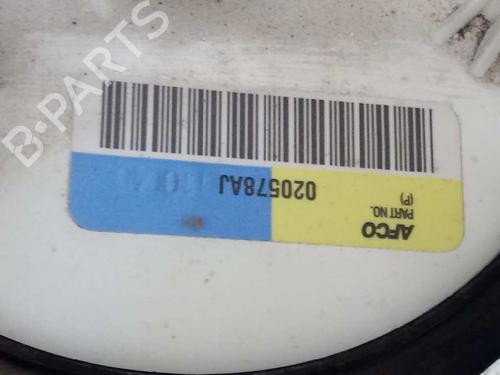 B-PARTS
AFCO
PART NO.
(P)
020578AJ